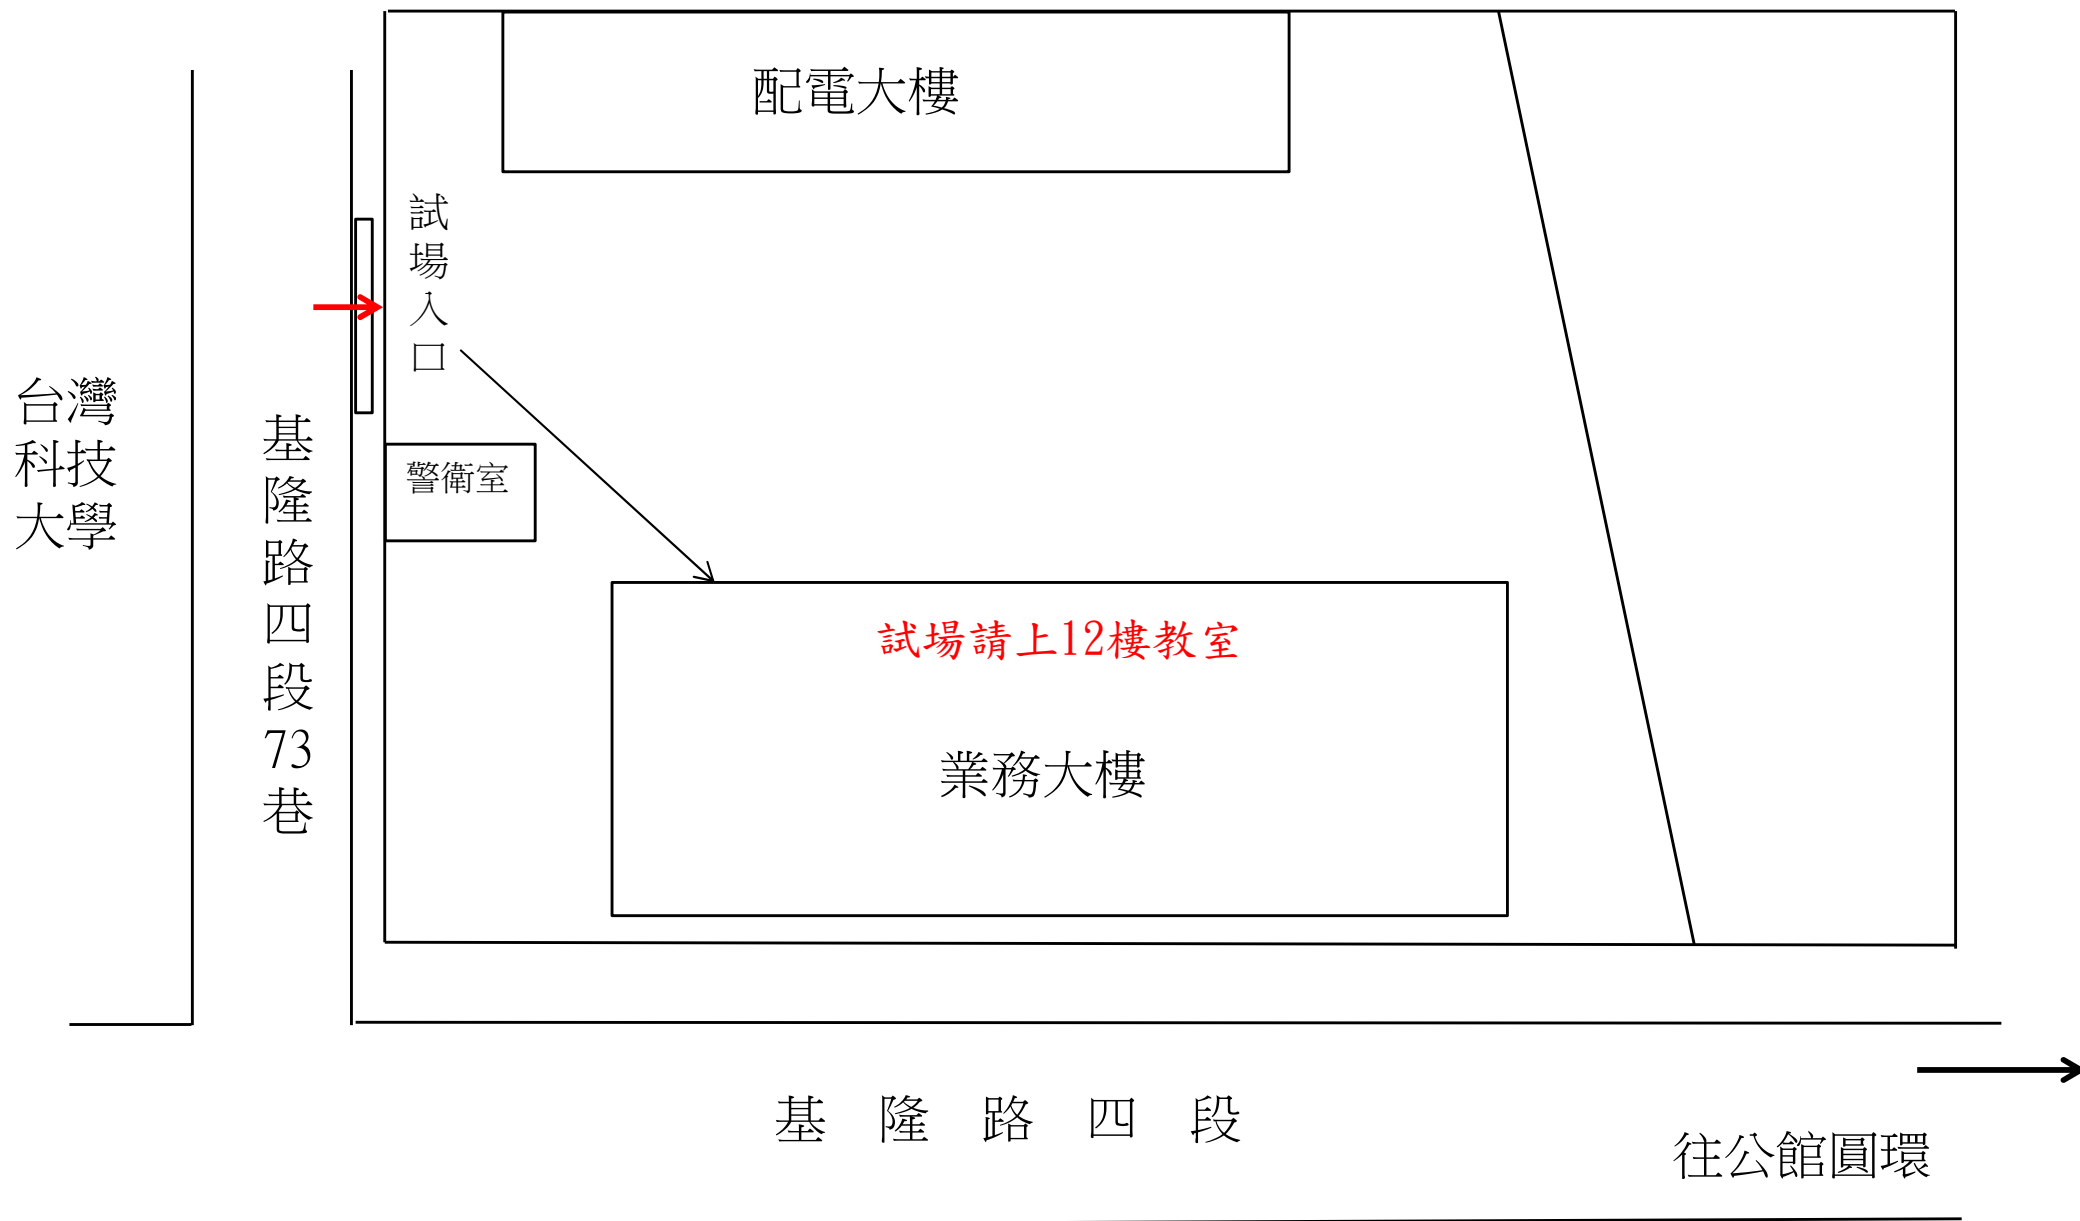 配電大樓
試場入口
台灣
科技
大學
基隆路四段73巷
警衛室
試場請上12樓教室
業務大樓
基隆路四段
往公館圓環